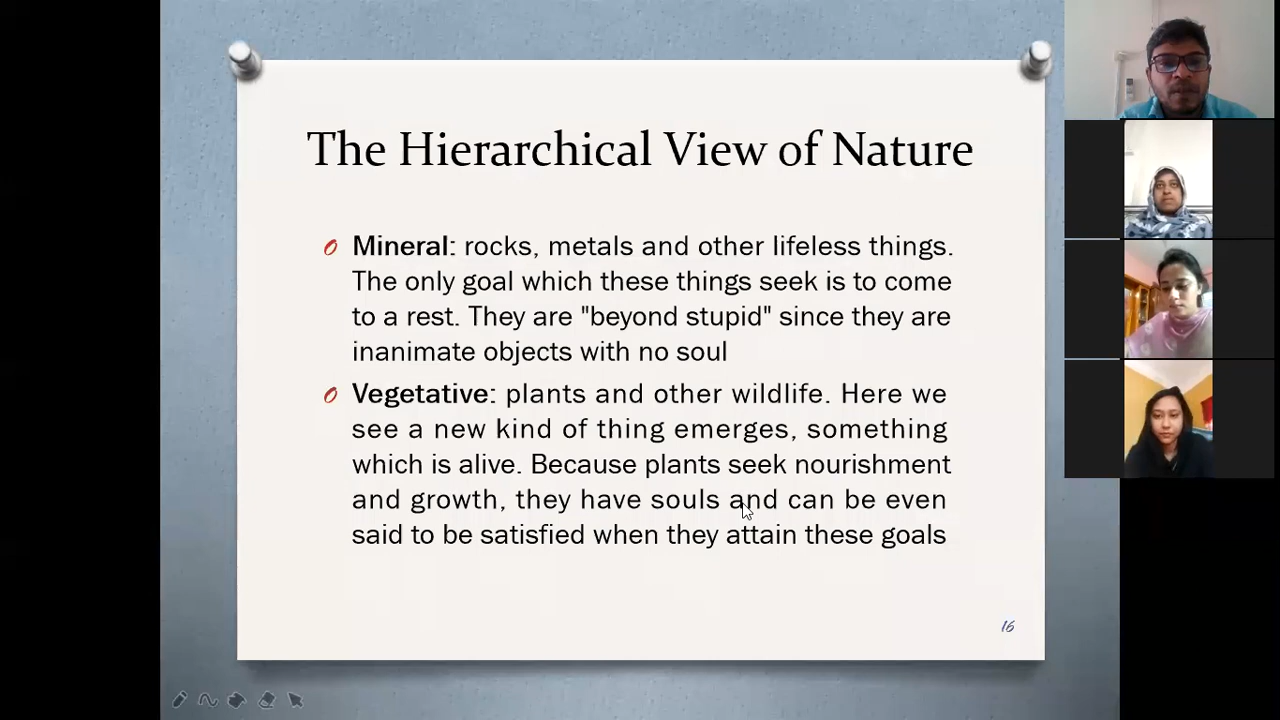 The Hierarchical View of Nature
Mineral: rocks, metals and other lifeless things.
The only goal which these things seek is to come
to a rest. They are "beyond stupid" since they are
inanimate objects with no soul
Vegetative: plants and other wildlife. Here we
see a new kind of thing emerges, something
which is alive. Because plants seek nourishment
and growth, they have souls and can be even
said to be satisfied when they attain these goals
16